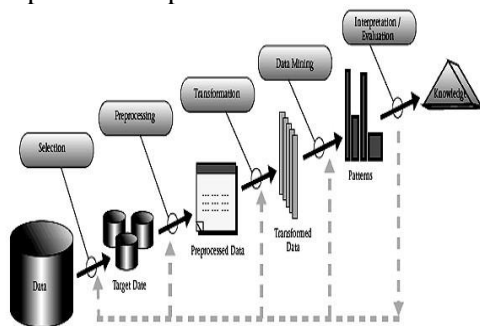 Interpretation /
Evaluation
Data Mining
Transformation
Preprocessing
Selection
Knowledge
Patterns
Transformed
Data
Preprocessed Data
Target Date
Data